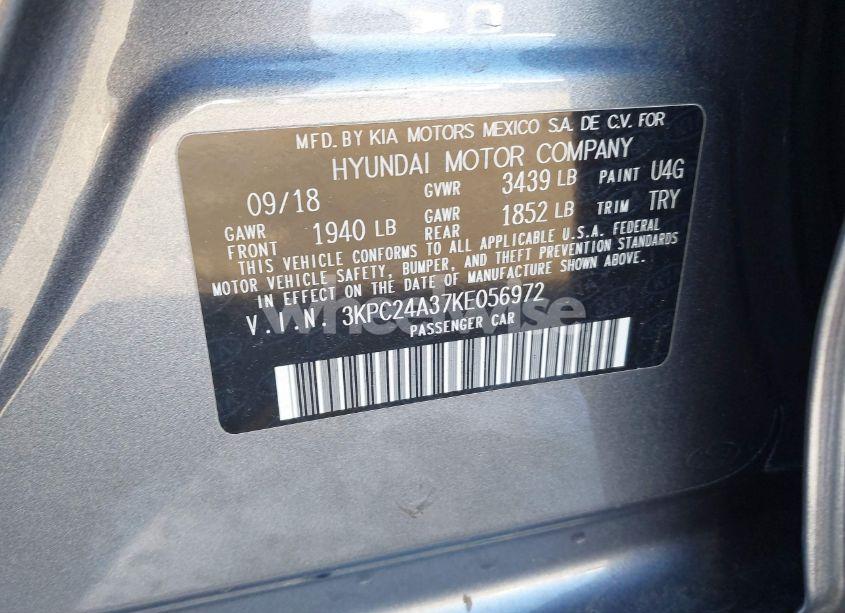 MFD. BY KIA MOTORS MEXICO S.A. DE C.V. FOR
HYUNDAI MOTOR COMPANY
09/18 GVWR 3439 LB PAINT U4G
GAWR FRONT 1940 LB GAWR REAR 1852 LB TRIM TRY
THIS VEHICLE CONFORMS TO ALL APPLICABLE U.S.A. FEDERAL
MOTOR VEHICLE SAFETY, BUMPER, AND THEFT PREVENTION STANDARDS
IN EFFECT ON THE DATE OF MANUFACTURE SHOWN ABOVE.
V.I.N. 3KPC24A37KE056972
PASSENGER CAR
wheelwise